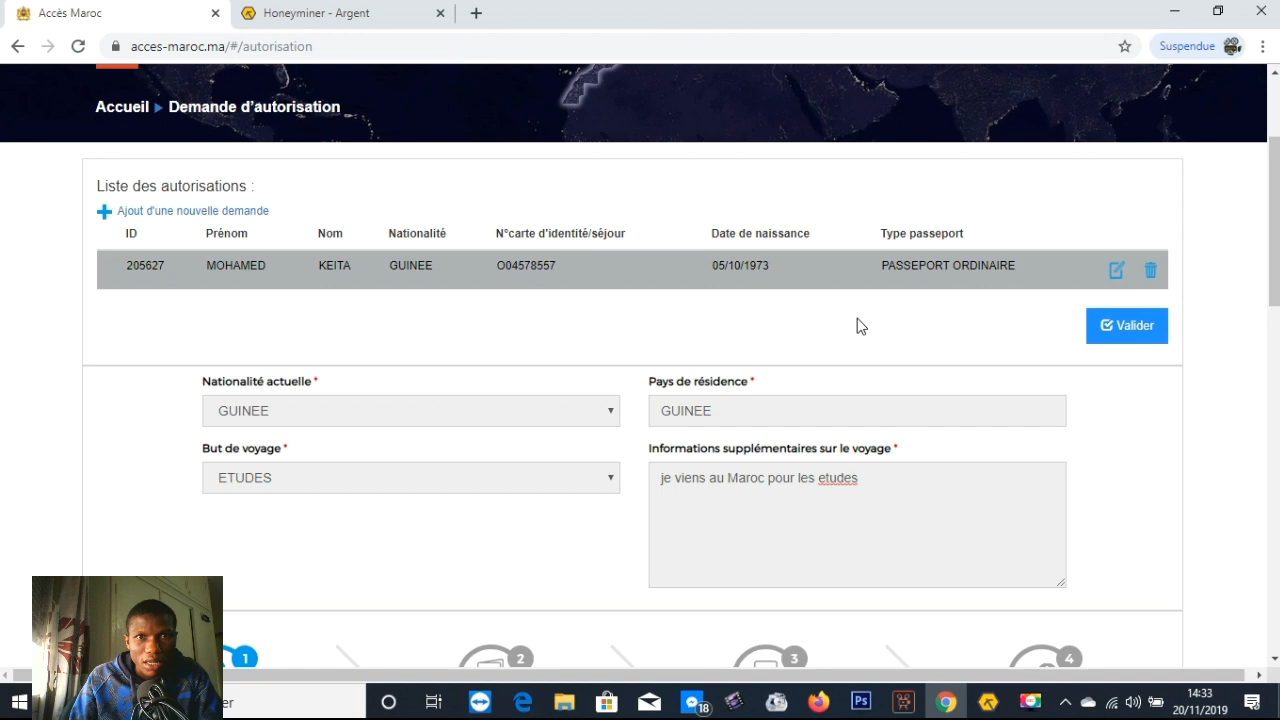 Accès Maroc
Honeyminer - Argent
acces-maroc.ma/#/autorisation
Suspendue
Accueil Demande d'autorisation
Liste des autorisations :
Ajout d'une nouvelle demande
ID Prénom Nom Nationalité N°carte d'identité/séjour Date de naissance Type passeport
205627 MOHAMED KEITA GUINEE O04578557 05/10/1973 PASSEPORT ORDINAIRE
Valider
Nationalité actuelle * Pays de résidence *
GUINEE GUINEE
But de voyage * Informations supplémentaires sur le voyage *
ETUDES je viens au Maroc pour les etudes
1 2 3 4
er
18
Ps
14:33
20/11/2019